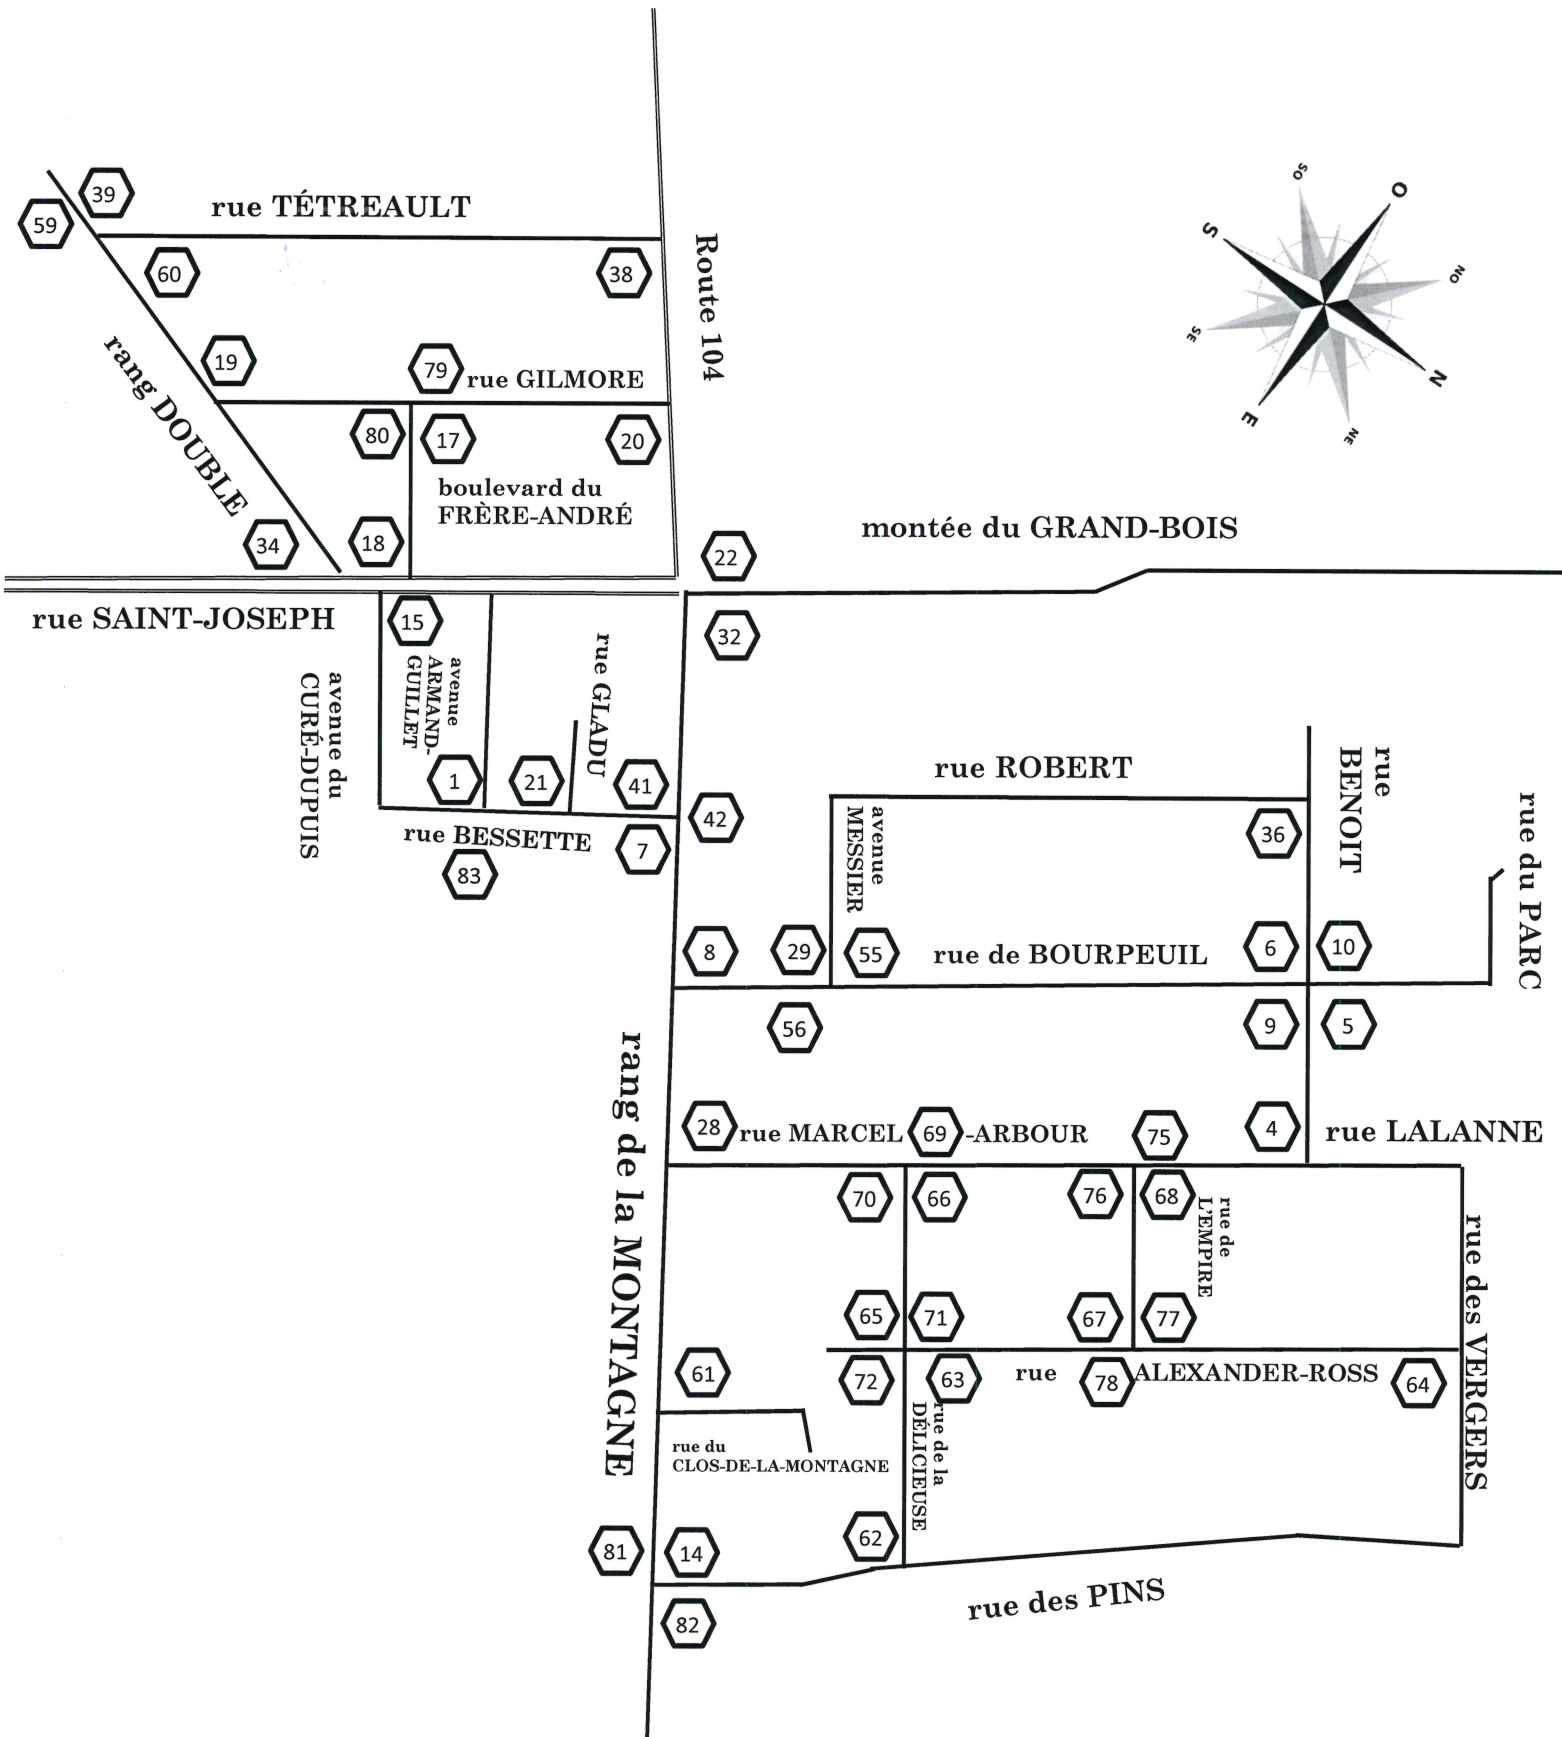 SO
O
S
NO
SE
N
E
NE
39
59
rue TÉTREAULT
60
38
Route 104
19
79
rue GILMORE
rang DOUBLE
80
17
20
boulevard du
FRÈRE-ANDRÉ
34
18
22
montée du GRAND-BOIS
rue SAINT-JOSEPH
15
32
avenue du
CURÉ-DUPUIS
avenue
ARMAND-
GUILLET
rue GLADU
1
21
41
rue BESSETTE
83
7
42
rue ROBERT
rue
BENOIT
rue du PARC
avenue
MESSIER
36
8
29
55
rue de BOURPEUIL
6
10
56
9
5
rang de la MONTAGNE
28
rue MARCEL
69
-ARBOUR
75
4
rue LALANNE
70
66
76
68
rue de
L'EMPIRE
rue des VERGERS
65
71
67
77
61
72
63
rue
78
ALEXANDER-ROSS
64
rue du
CLOS-DE-LA-MONTAGNE
rue de la
DÉLICIEUSE
81
14
62
rue des PINS
82